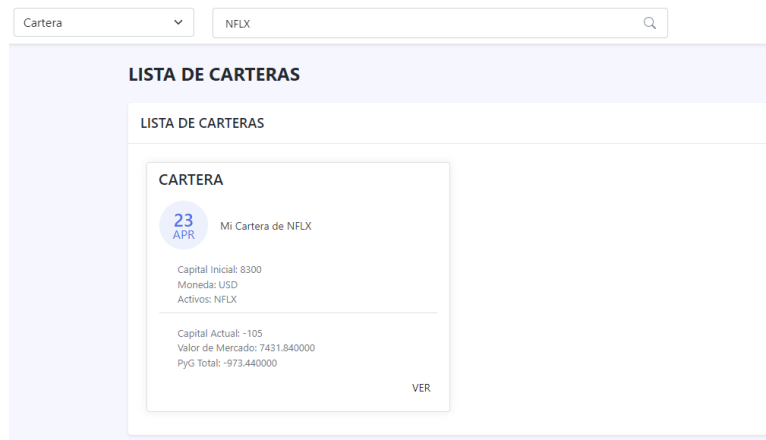 Cartera
NFLX
LISTA DE CARTERAS
LISTA DE CARTERAS
CARTERA
23
APR
Mi Cartera de NFLX
Capital Inicial: 8300
Moneda: USD
Activos: NFLX
Capital Actual: -105
Valor de Mercado: 7431.840000
PyG Total: -973.440000
VER